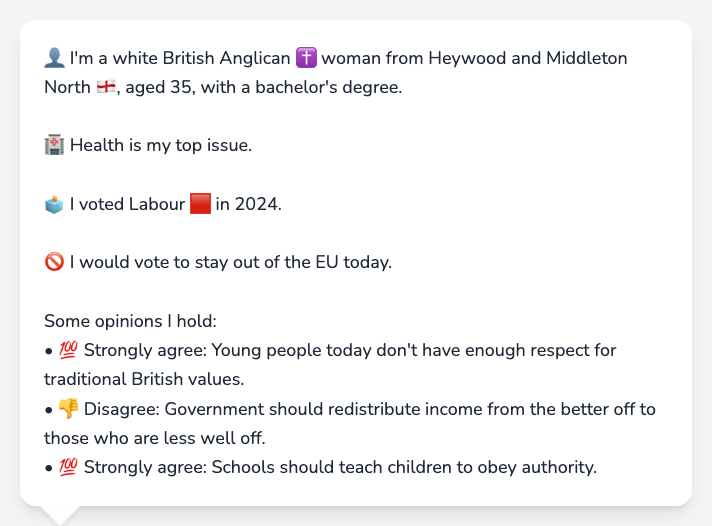 👤 I'm a white British Anglican ✝️ woman from Heywood and Middleton
North 🏴󠁧󠁢󠁥󠁮󠁧󠁿, aged 35, with a bachelor's degree.
🏥 Health is my top issue.
🗳️ I voted Labour 🟥 in 2024.
🚫 I would vote to stay out of the EU today.
Some opinions I hold:
• 💯 Strongly agree: Young people today don't have enough respect for
traditional British values.
• 👎 Disagree: Government should redistribute income from the better off to
those who are less well off.
• 💯 Strongly agree: Schools should teach children to obey authority.